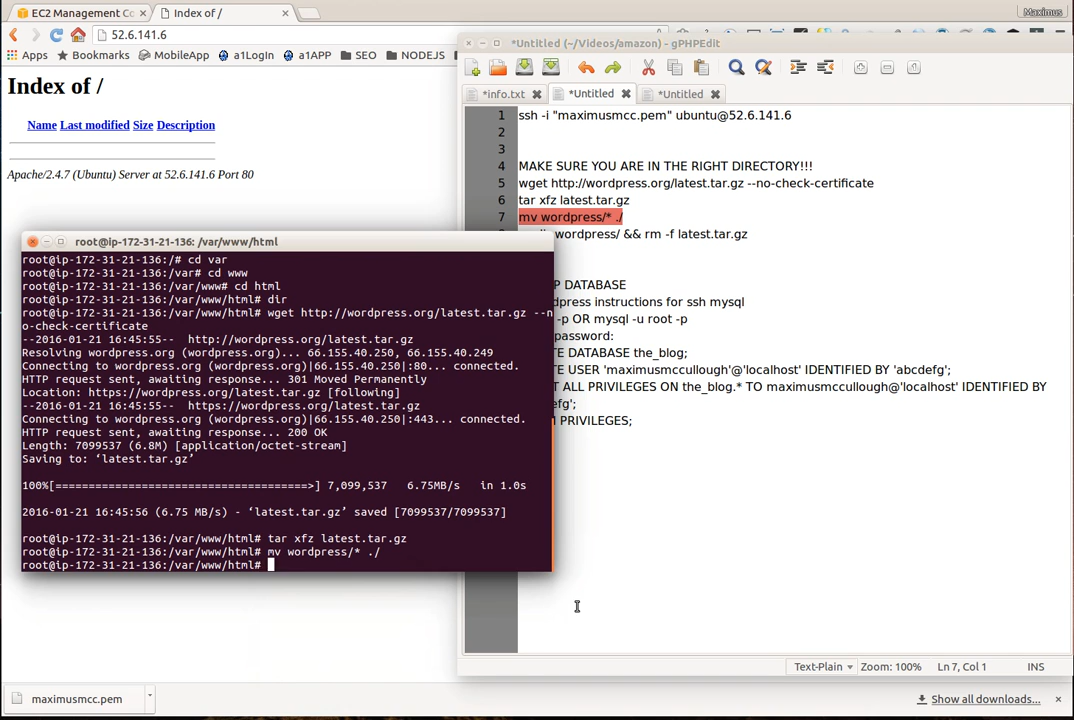 EC2 Management Co
Index of /
Maximus
52.6.141.6
Apps
Bookmarks
MobileApp
a1LogIn
a1APP
SEO
NODEJS
Index of /
Name Last modified Size Description
Apache/2.4.7 (Ubuntu) Server at 52.6.141.6 Port 80
*Untitled (~/Videos/amazon) - gPHPEdit
*info.txt
*Untitled
*Untitled
1 ssh -i "maximusmcc.pem" ubuntu@52.6.141.6
2
3
4 MAKE SURE YOU ARE IN THE RIGHT DIRECTORY!!!
5 wget http://wordpress.org/latest.tar.gz --no-check-certificate
6 tar xfz latest.tar.gz
7 mv wordpress/* ./
wordpress/ && rm -f latest.tar.gz
P DATABASE
press instructions for ssh mysql
-p OR mysql -u root -p
password:
TE DATABASE the_blog;
TE USER 'maximusmccullough'@'localhost' IDENTIFIED BY 'abcdefg';
T ALL PRIVILEGES ON the_blog.* TO maximusmccullough@'localhost' IDENTIFIED BY
efg';
PRIVILEGES;
root@ip-172-31-21-136: /var/www/html
root@ip-172-31-21-136:/# cd var
root@ip-172-31-21-136:/var# cd www
root@ip-172-31-21-136:/var/www# cd html
root@ip-172-31-21-136:/var/www/html# dir
root@ip-172-31-21-136:/var/www/html# wget http://wordpress.org/latest.tar.gz --n
o-check-certificate
--2016-01-21 16:45:55-- http://wordpress.org/latest.tar.gz
Resolving wordpress.org (wordpress.org)... 66.155.40.250, 66.155.40.249
Connecting to wordpress.org (wordpress.org)|66.155.40.250|:80... connected.
HTTP request sent, awaiting response... 301 Moved Permanently
Location: https://wordpress.org/latest.tar.gz [following]
--2016-01-21 16:45:55-- https://wordpress.org/latest.tar.gz
Connecting to wordpress.org (wordpress.org)|66.155.40.250|:443... connected.
HTTP request sent, awaiting response... 200 OK
Length: 7099537 (6.8M) [application/octet-stream]
Saving to: ‘latest.tar.gz’
100%[======================================>] 7,099,537 6.75MB/s in 1.0s
2016-01-21 16:45:56 (6.75 MB/s) - ‘latest.tar.gz’ saved [7099537/7099537]
root@ip-172-31-21-136:/var/www/html# tar xfz latest.tar.gz
root@ip-172-31-21-136:/var/www/html# mv wordpress/* ./
root@ip-172-31-21-136:/var/www/html#
Text-Plain
Zoom: 100%
Ln 7, Col 1
INS
maximusmcc.pem
Show all downloads...